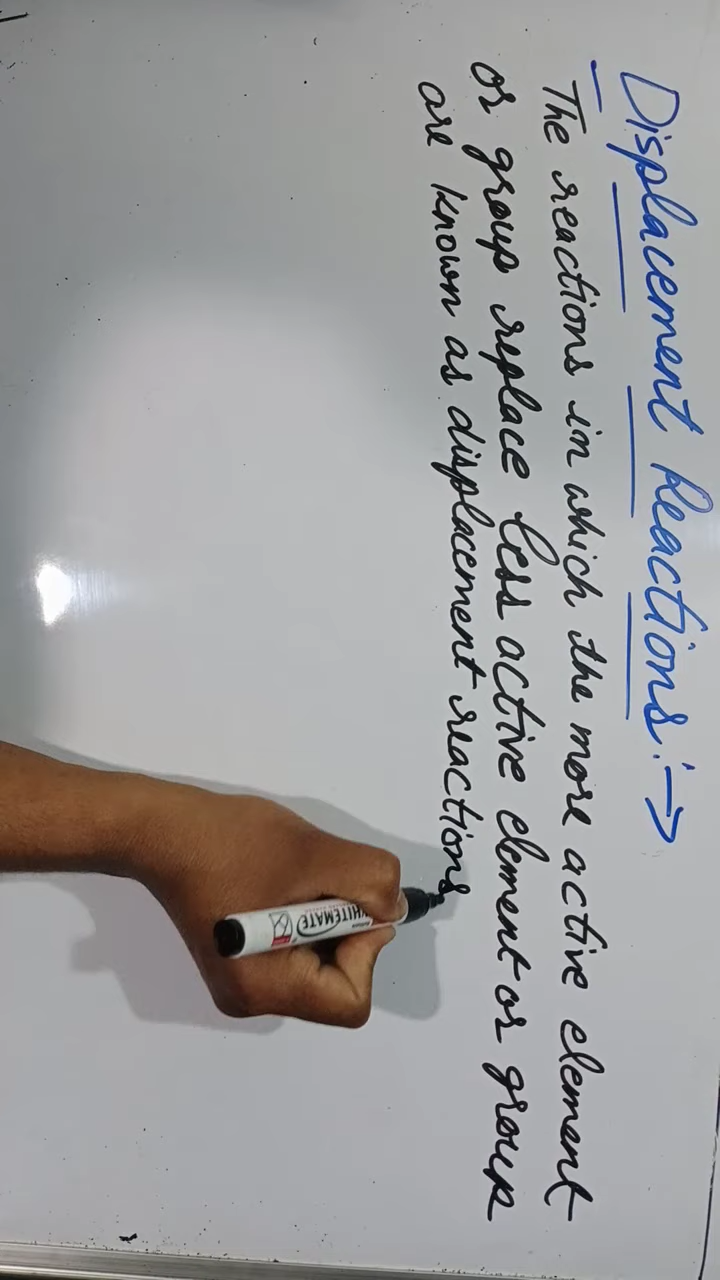 Displacement Reactions :→
The reactions in which the more active element
or group replace less active element or group
are known as displacement reactions
WHITEMATE